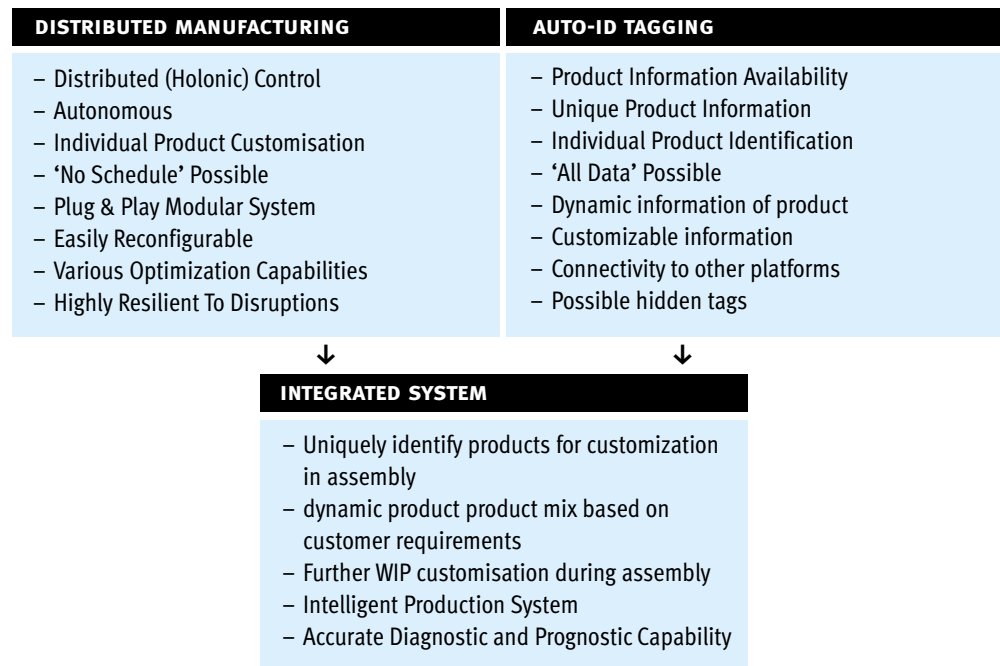 DISTRIBUTED MANUFACTURING
– Distributed (Holonic) Control
– Autonomous
– Individual Product Customisation
– ‘No Schedule’ Possible
– Plug & Play Modular System
– Easily Reconfigurable
– Various Optimization Capabilities
– Highly Resilient To Disruptions
AUTO-ID TAGGING
– Product Information Availability
– Unique Product Information
– Individual Product Identification
– ‘All Data’ Possible
– Dynamic information of product
– Customizable information
– Connectivity to other platforms
– Possible hidden tags
INTEGRATED SYSTEM
– Uniquely identify products for customization
in assembly
– dynamic product product mix based on
customer requirements
– Further WIP customisation during assembly
– Intelligent Production System
– Accurate Diagnostic and Prognostic Capability